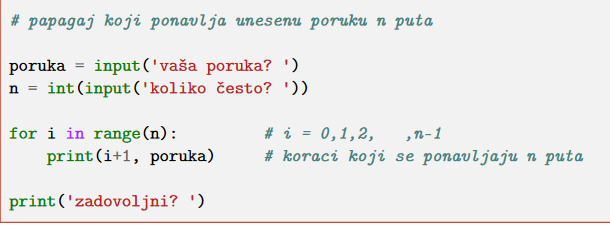 # papagaj koji ponavlja unesenu poruku n puta
poruka = input('vaša poruka? ')
n = int(input('koliko često? '))
for i in range(n): # i = 0,1,2, ,n-1
print(i+1, poruka) # koraci koji se ponavljaju n puta
print('zadovoljni? ')